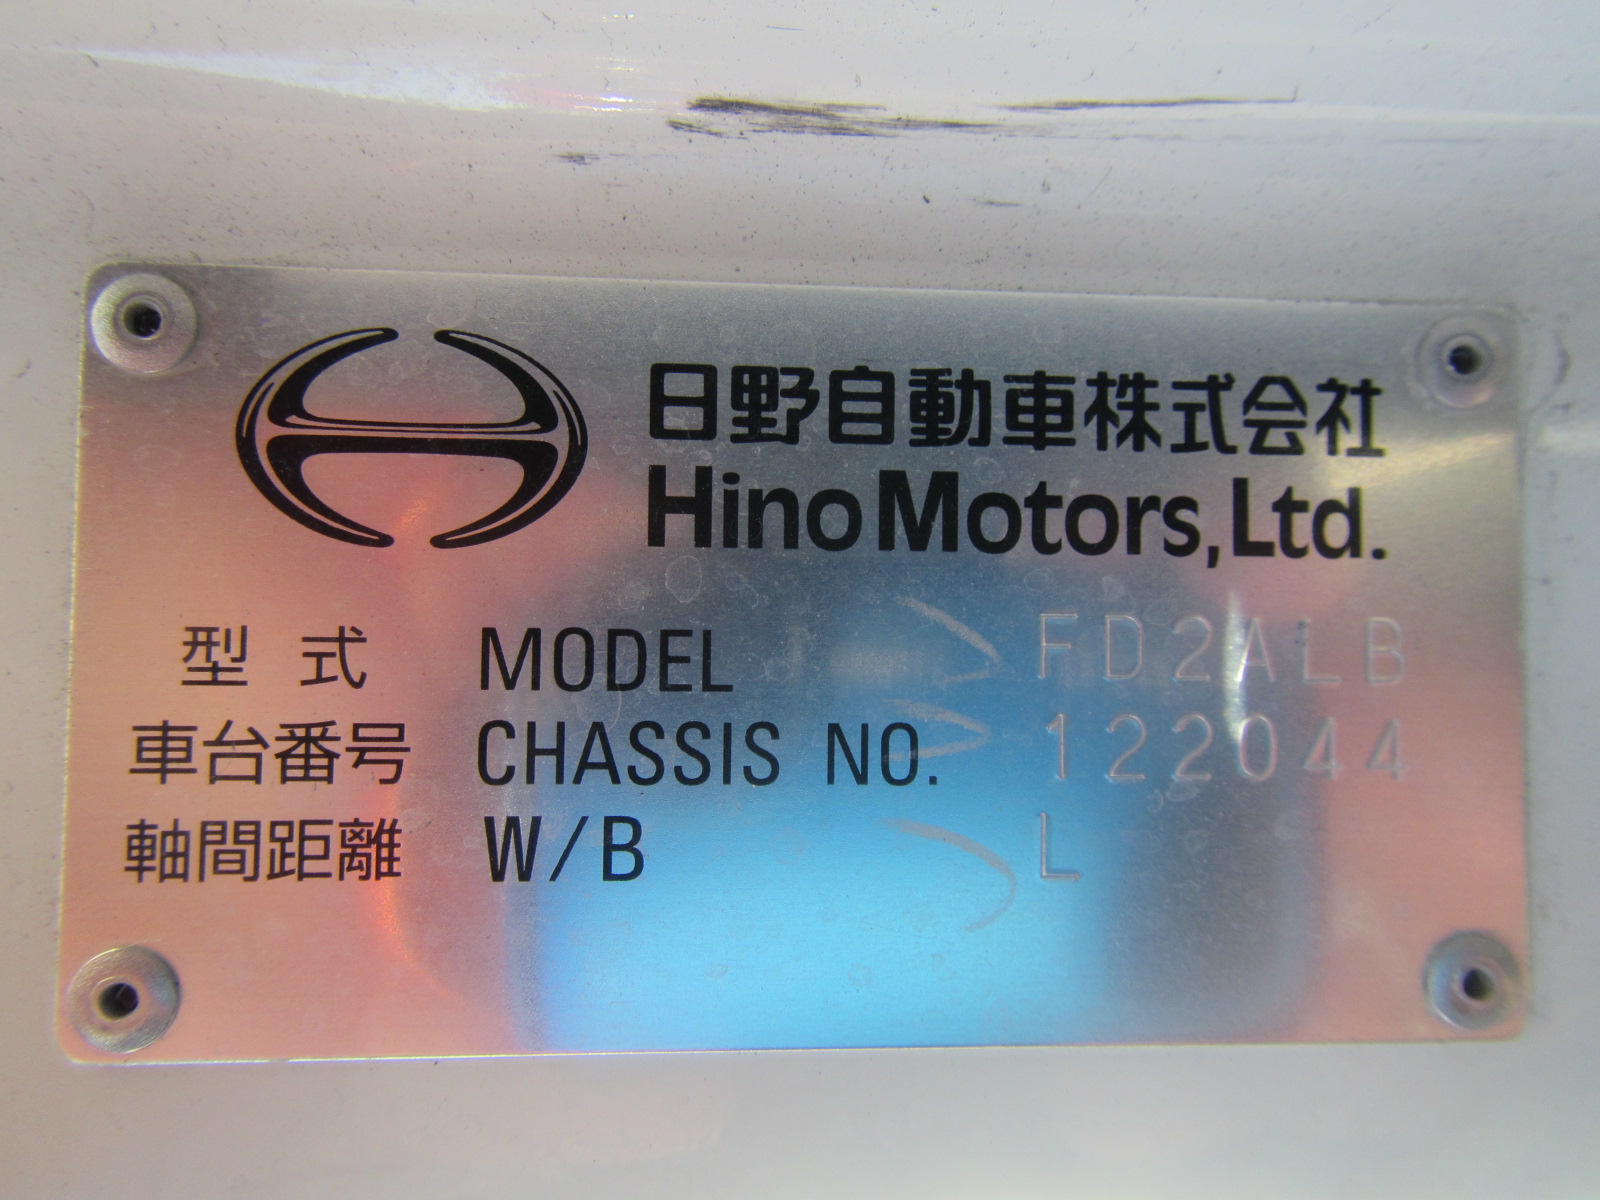 日野自動車株式会社
Hino Motors, Ltd.
型式 MODEL FD2ALB
車台番号 CHASSIS NO. 122044
軸間距離 W/B L